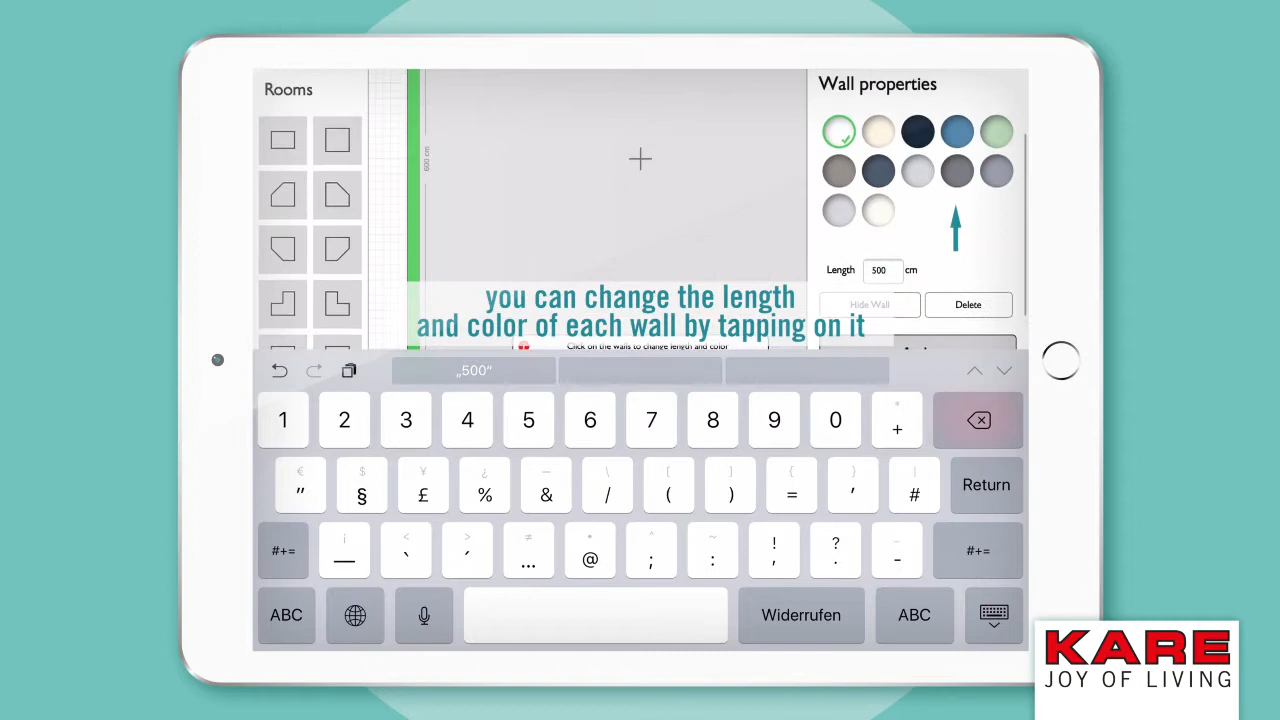 Rooms
600 cm
Wall properties
Length 500 cm
Hide Wall Delete
you can change the length
and color of each wall by tapping on it
Click on the walls to change length and color
„500“
1 2 3 4 5 6 7 8 9 0 * +
€ $ ¥ ¿ — \ [ ] { } |
" § £ % & / ( ) = ' # Return
¡ < > ≠ • ^ ~
#+= _ ` ´ … @ ; : ! , ? . - #+=
ABC Widerrufen ABC
KARE
JOY OF LIVING